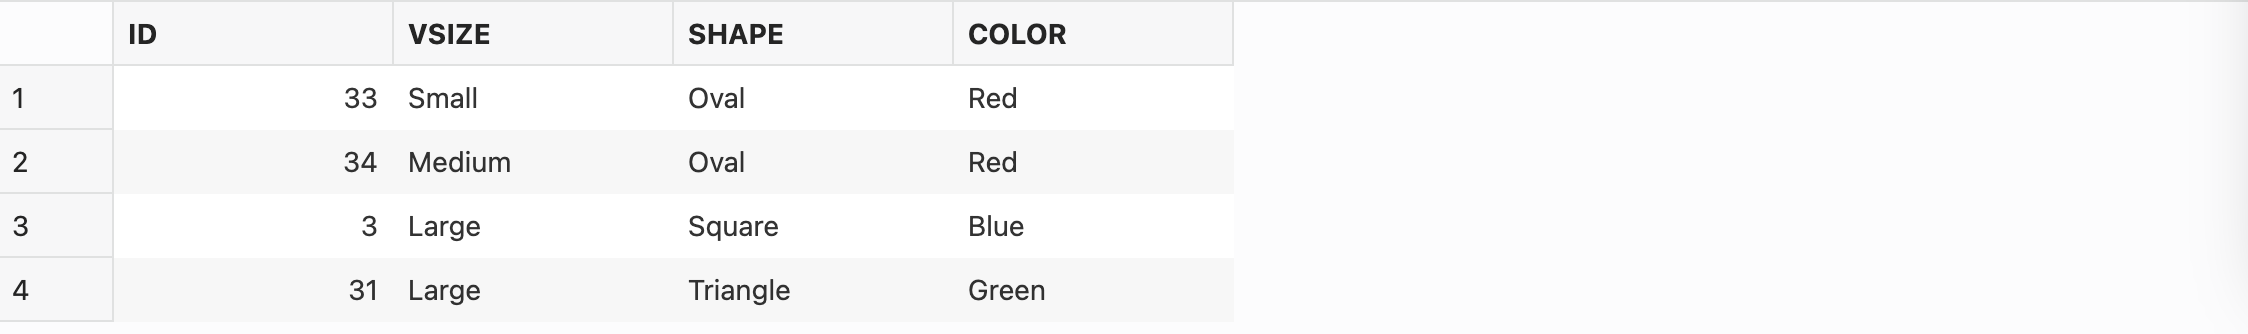 ID VSIZE SHAPE COLOR
1 33 Small Oval Red
2 34 Medium Oval Red
3 3 Large Square Blue
4 31 Large Triangle Green